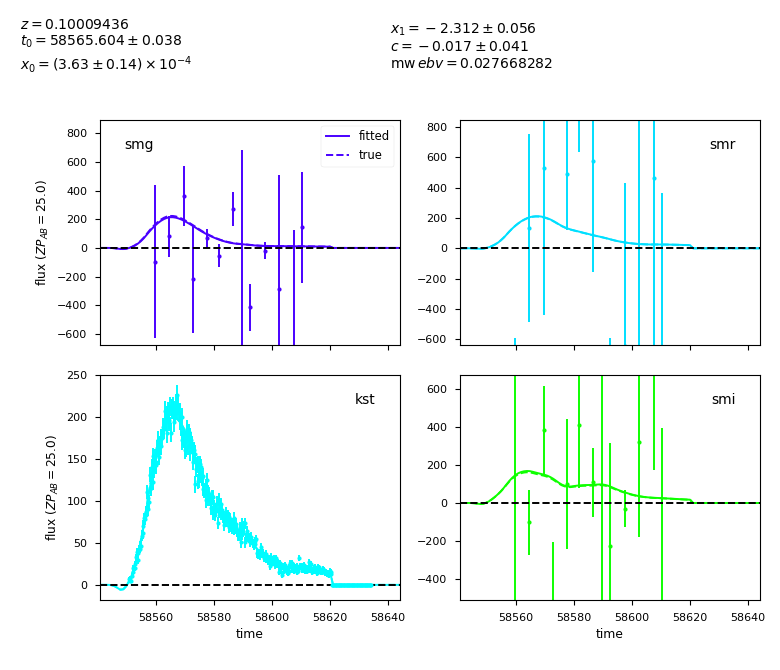 z = 0.10009436
t₀ = 58565.604 ± 0.038
x₀ = (3.63 ± 0.14) × 10⁻⁴
x₁ = −2.312 ± 0.056
c = −0.017 ± 0.041
mw ebv = 0.027668282
smg
fitted
true
800
600
400
200
0
−200
−400
−600
flux (ZP_AB = 25.0)
smr
800
600
400
200
0
−200
−400
−600
kst
250
200
150
100
50
0
flux (ZP_AB = 25.0)
58560 58580 58600 58620 58640
time
smi
600
400
200
0
−200
−400
58560 58580 58600 58620 58640
time